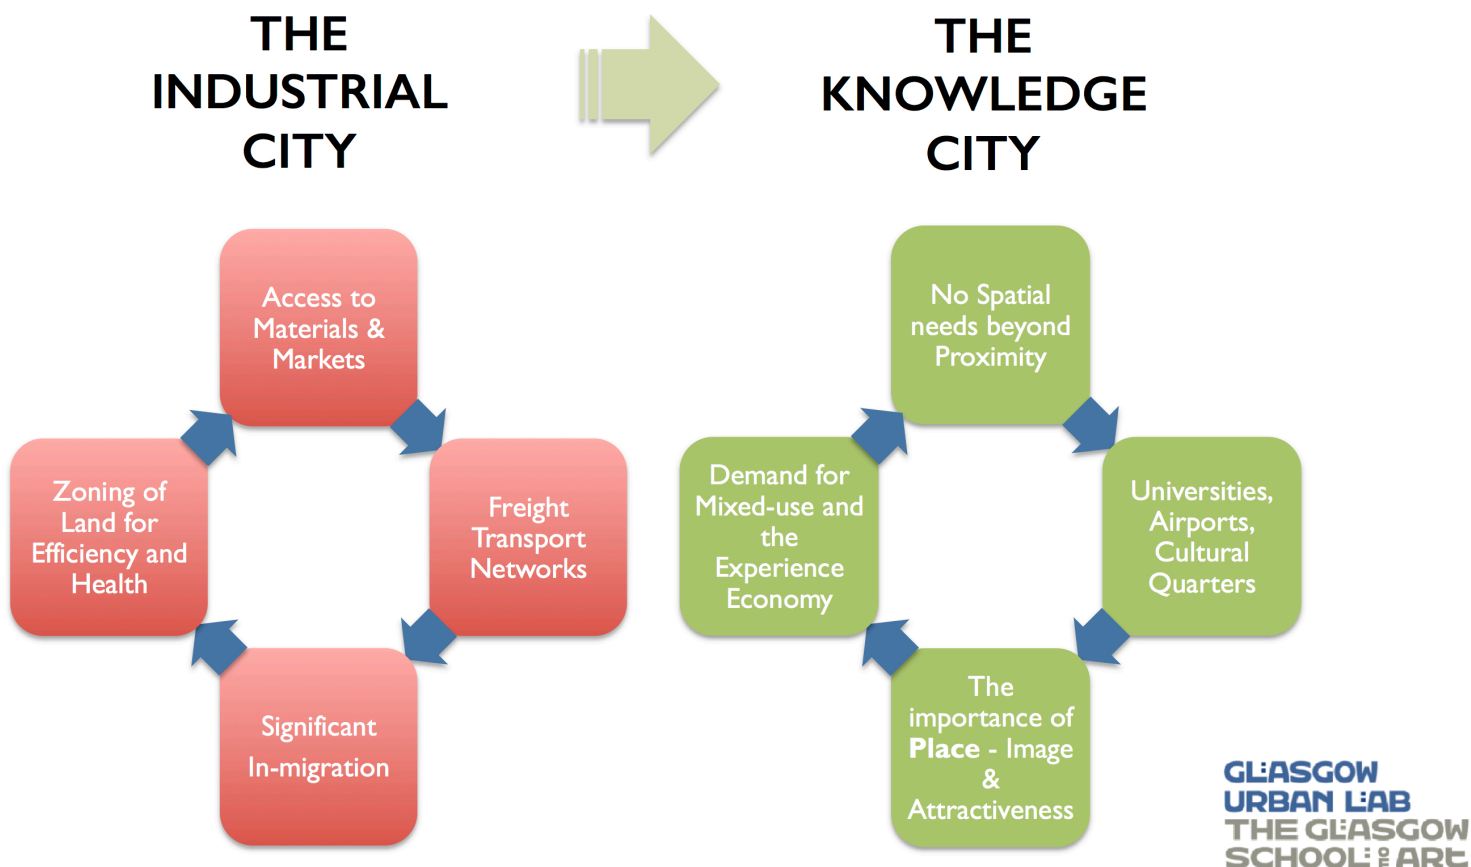 THE
INDUSTRIAL
CITY
THE
KNOWLEDGE
CITY
Access to
Materials &
Markets
Freight
Transport
Networks
Significant
In-migration
Zoning of
Land for
Efficiency and
Health
No Spatial
needs beyond
Proximity
Universities,
Airports,
Cultural
Quarters
The
importance of
Place - Image
&
Attractiveness
Demand for
Mixed-use and
the
Experience
Economy
GLASGOW
URBAN LAB
THE GLASGOW
SCHOOL OF ART